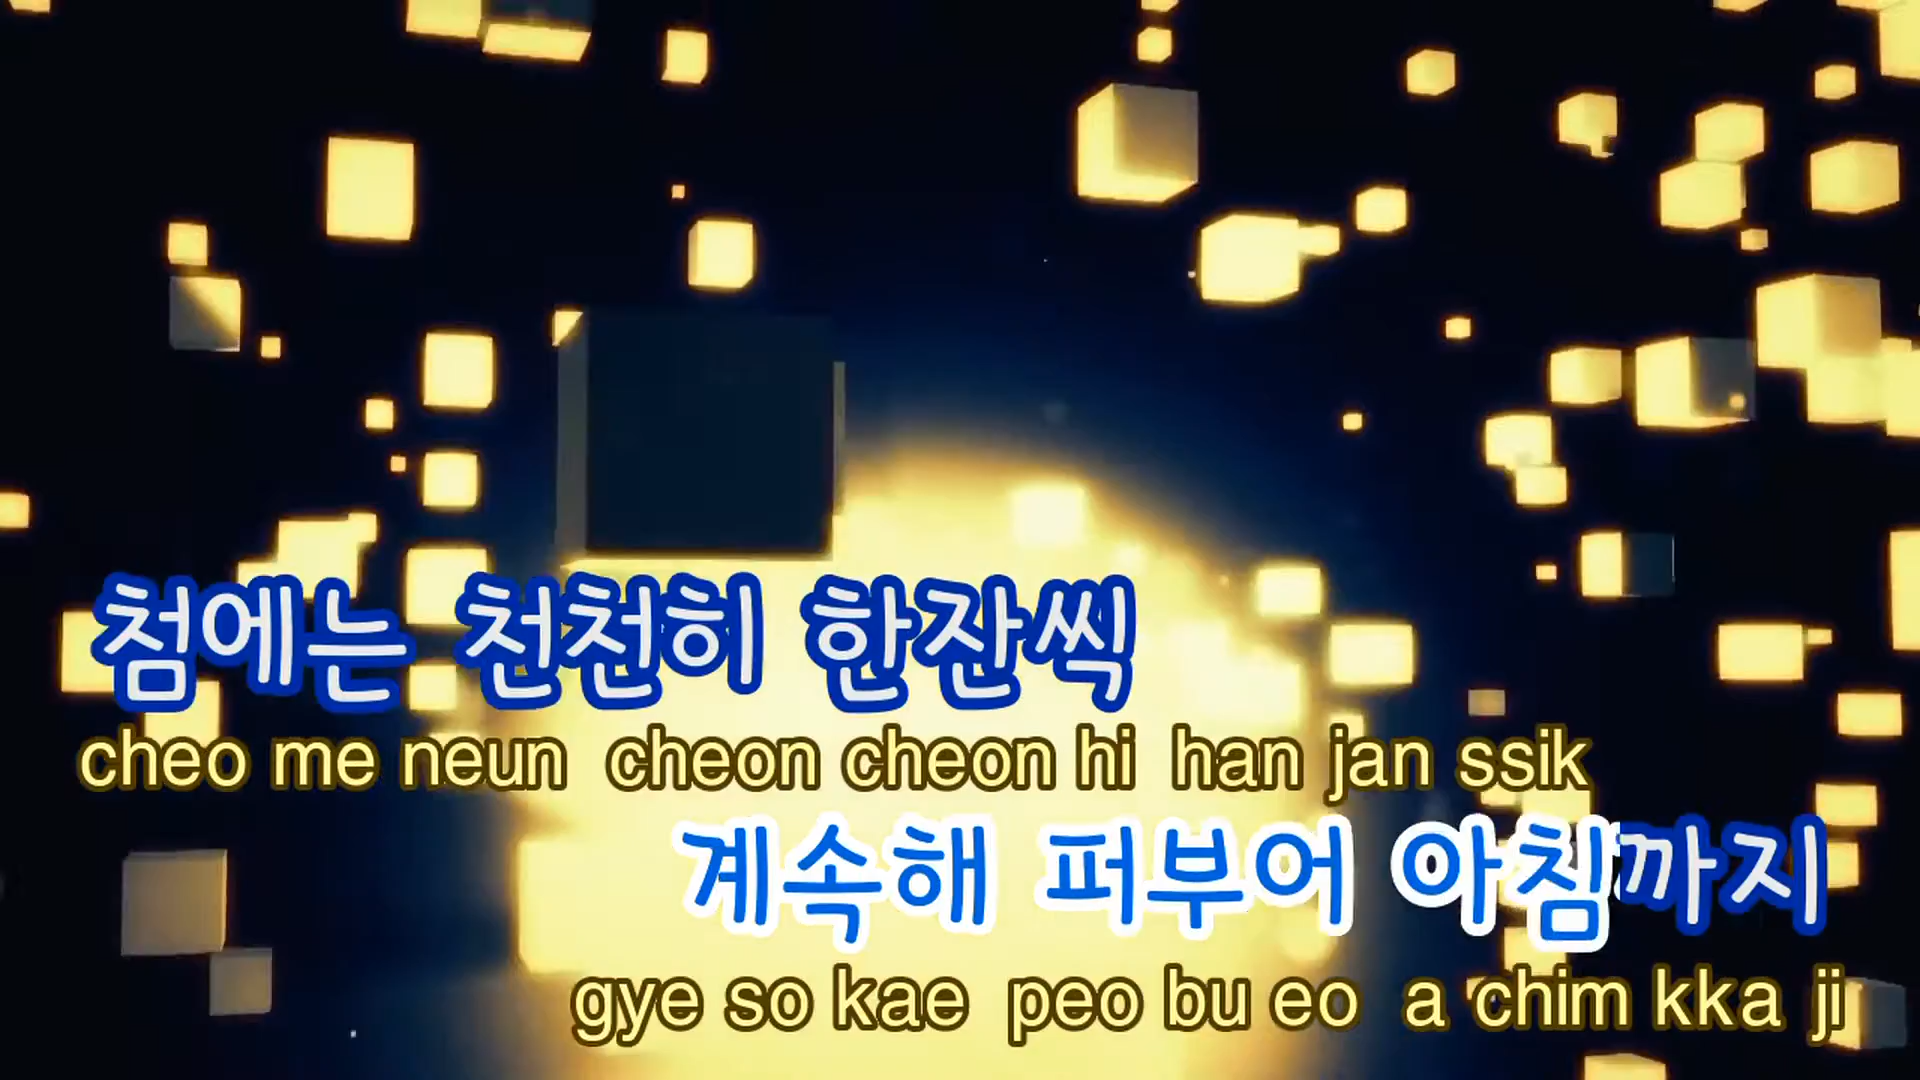 첨에는 천천히 한잔씩
cheo me neun cheon cheon hi han jan ssik
계속해 퍼부어 아침까지
gye so kae peo bu eo a chim kka ji